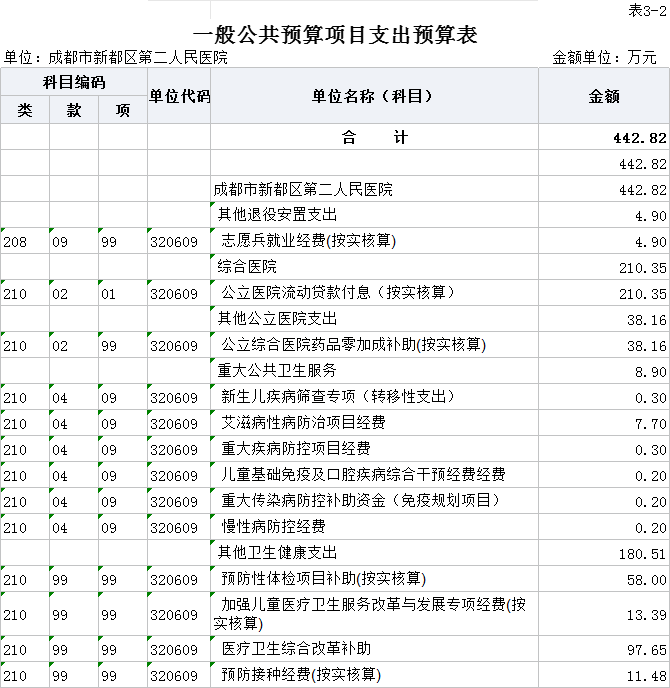 表3-2
一般公共预算项目支出预算表
单位：成都市新都区第二人民医院 金额单位：万元
科目编码 单位代码 单位名称（科目） 金额
类 款 项
合 计 442.82
442.82
成都市新都区第二人民医院 442.82
其他退役安置支出 4.90
208 09 99 320609 志愿兵就业经费(按实核算) 4.90
综合医院 210.35
210 02 01 320609 公立医院流动贷款付息（按实核算） 210.35
其他公立医院支出 38.16
210 02 99 320609 公立综合医院药品零加成补助(按实核算) 38.16
重大公共卫生服务 8.90
210 04 09 320609 新生儿疾病筛查专项（转移性支出） 0.30
210 04 09 320609 艾滋病性病防治项目经费 7.70
210 04 09 320609 重大疾病防控项目经费 0.30
210 04 09 320609 儿童基础免疫及口腔疾病综合干预经费经费 0.20
210 04 09 320609 重大传染病防控补助资金（免疫规划项目） 0.20
210 04 09 320609 慢性病防控经费 0.20
其他卫生健康支出 180.51
210 99 99 320609 预防性体检项目补助(按实核算) 58.00
210 99 99 320609 加强儿童医疗卫生服务改革与发展专项经费(按
实核算) 13.39
210 99 99 320609 医疗卫生综合改革补助 97.65
210 99 99 320609 预防接种经费(按实核算) 11.48